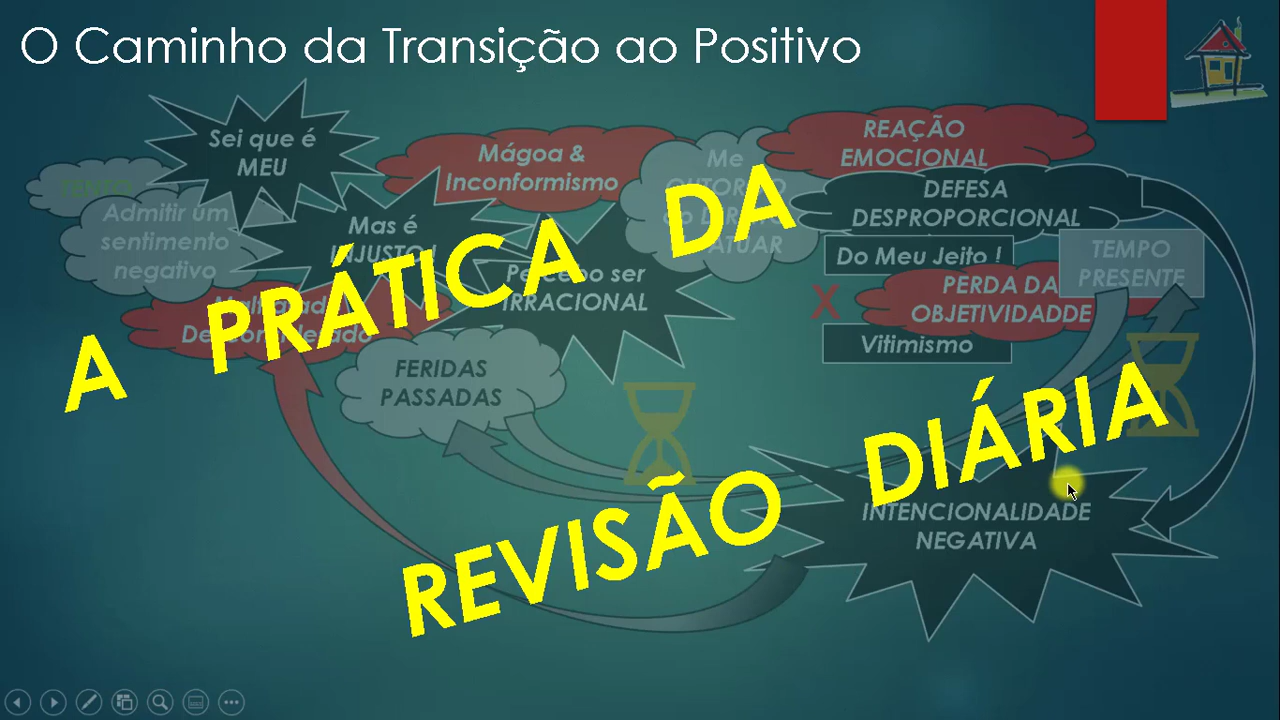 O Caminho da Transição ao Positivo
Sei que é
MEU
Admitir um
sentimento
negativo
Mágoa &
Inconformismo
Mas é
INJUSTO !
Me
REAÇÃO
EMOCIONAL
DEFESA
DESPROPORCIONAL
Do Meu Jeito !
TEMPO
PRESENTE
X
PERDA DA
OBJETIVIDADDE
Vitimismo
IRRACIONAL
FERIDAS
PASSADAS
INTENCIONALIDADE
NEGATIVA
A PRÁTICA DA
REVISÃO DIÁRIA